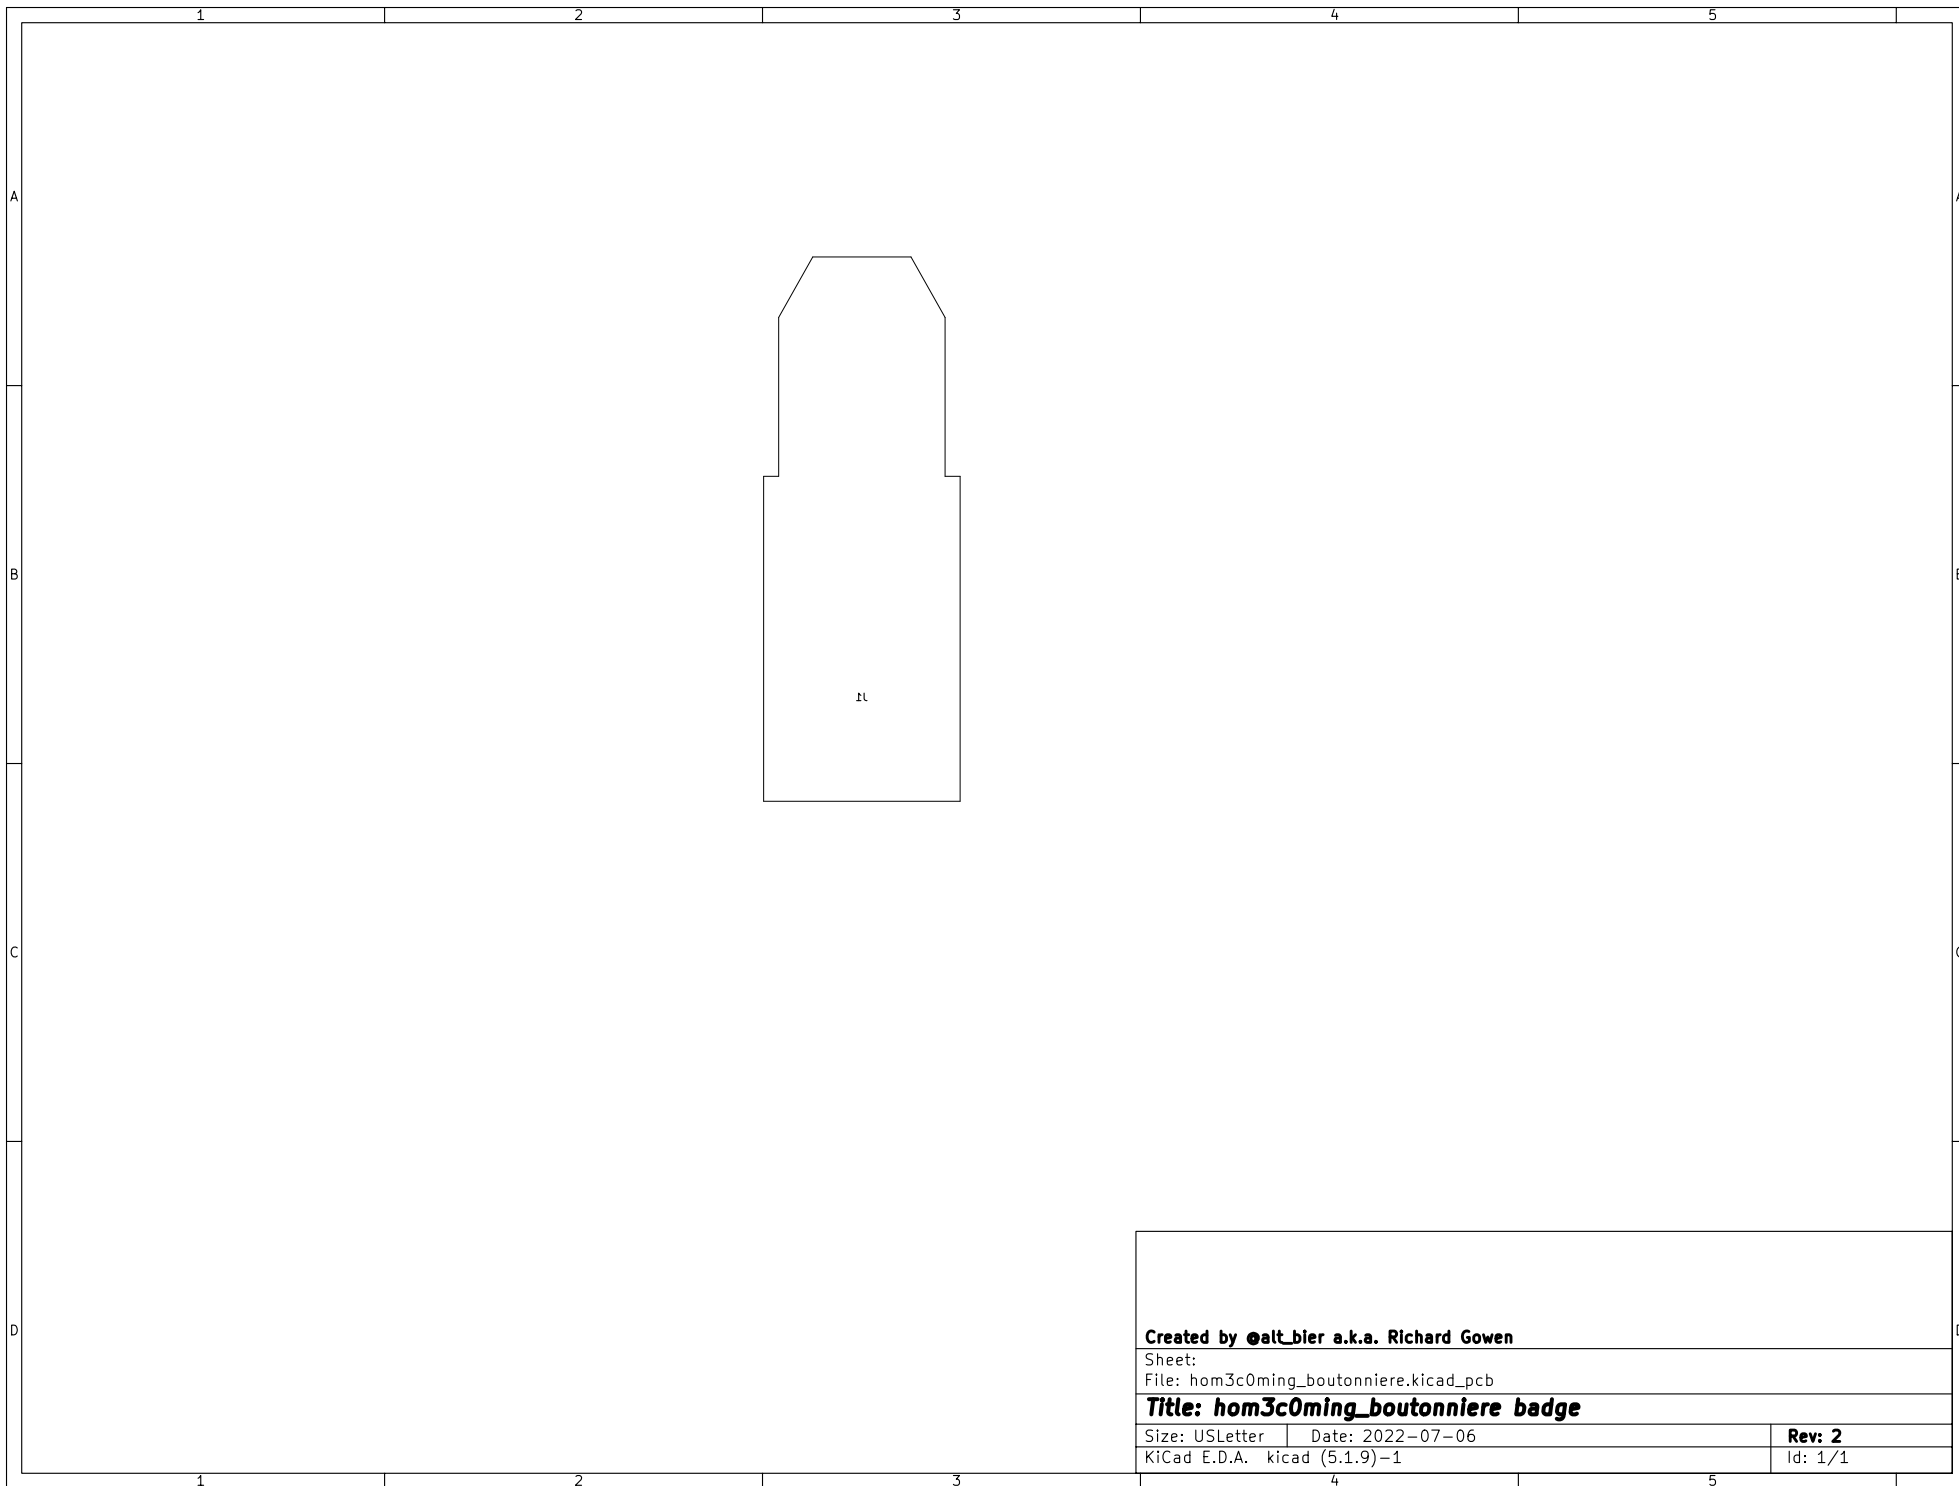 1 2 3 4 5
A A
J1
B B
C C
D D
Created by @alt_bier a.k.a. Richard Gowen
Sheet:
File: hom3c0ming_boutonniere.kicad_pcb
Title: hom3c0ming_boutonniere badge
Size: USLetter Date: 2022-07-06 Rev: 2
KiCad E.D.A. kicad (5.1.9)-1 Id: 1/1
1 2 3 4 5